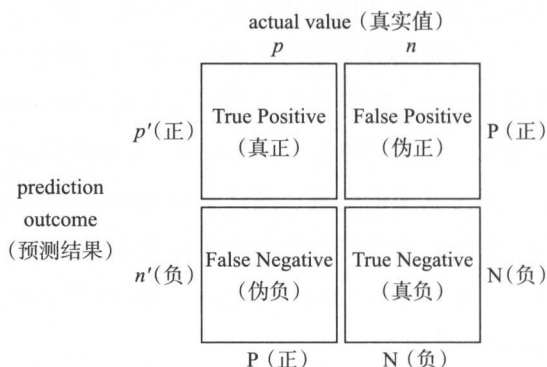 actual value（真实值）
p n
True Positive False Positive
p′（正） P（正）
（真正） （伪正）
prediction
outcome
（预测结果）
False Negative True Negative
n′（负） N（负）
（伪负） （真负）
P（正） N（负）